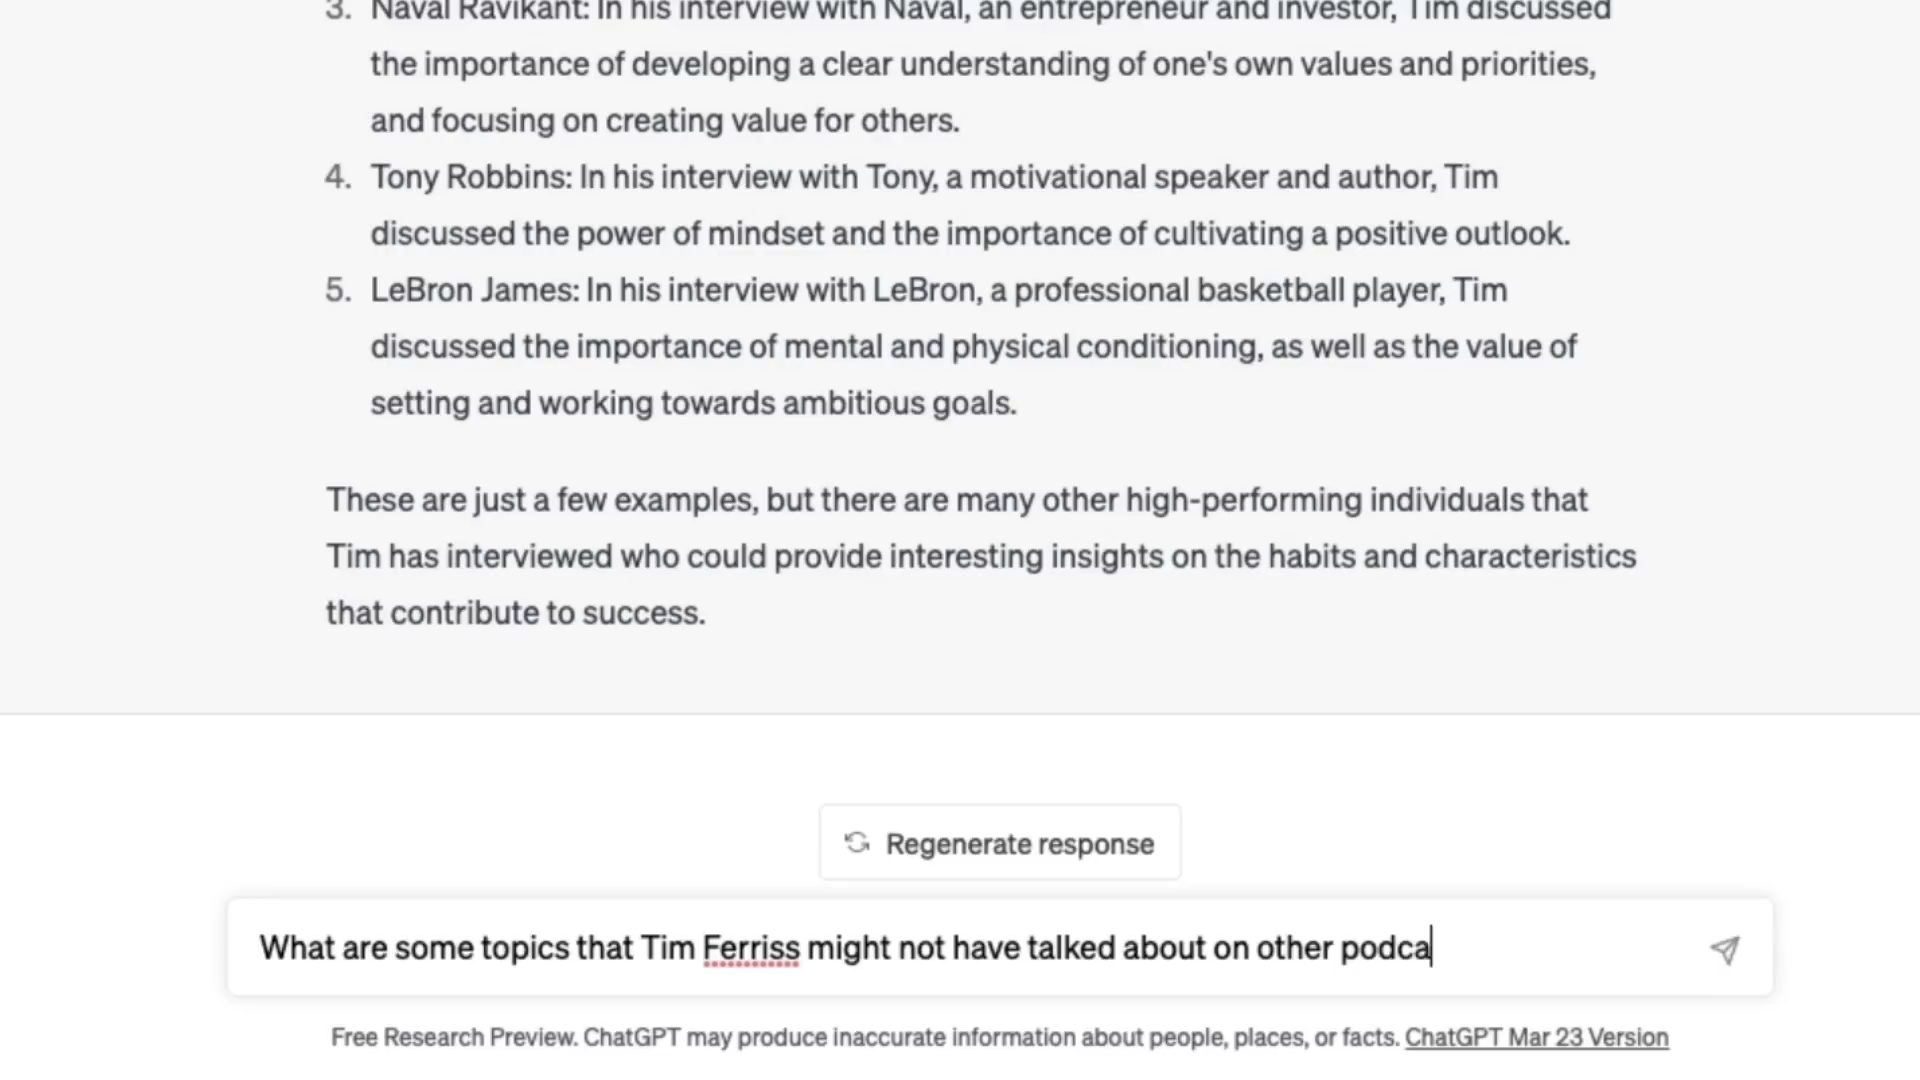 3. Naval Ravikant: In his interview with Naval, an entrepreneur and investor, Tim discussed
the importance of developing a clear understanding of one's own values and priorities,
and focusing on creating value for others.
4. Tony Robbins: In his interview with Tony, a motivational speaker and author, Tim
discussed the power of mindset and the importance of cultivating a positive outlook.
5. LeBron James: In his interview with LeBron, a professional basketball player, Tim
discussed the importance of mental and physical conditioning, as well as the value of
setting and working towards ambitious goals.
These are just a few examples, but there are many other high-performing individuals that
Tim has interviewed who could provide interesting insights on the habits and characteristics
that contribute to success.
Regenerate response
What are some topics that Tim Ferriss might not have talked about on other podca
Free Research Preview. ChatGPT may produce inaccurate information about people, places, or facts. ChatGPT Mar 23 Version